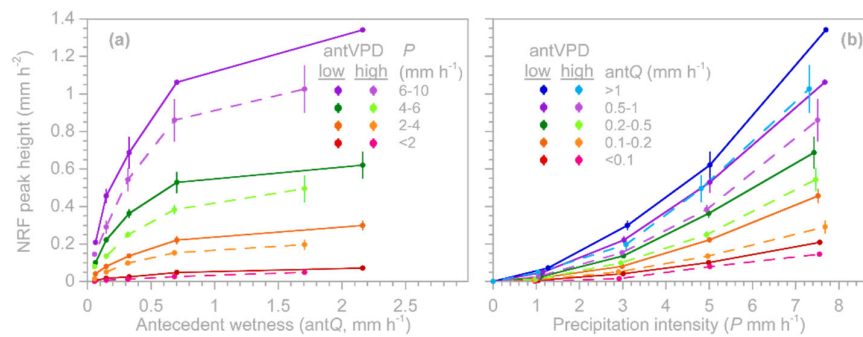 1.4
1.2
1
0.8
0.6
0.4
0.2
0
NRF peak height (mm h-2)
(a)
antVPD P
low high (mm h-1)
6-10
4-6
2-4
<2
0 0.5 1 1.5 2 2.5
Antecedent wetness (antQ, mm h-1)
(b)
antVPD
low high antQ (mm h-1)
>1
0.5-1
0.2-0.5
0.1-0.2
<0.1
0 1 2 3 4 5 6 7 8
Precipitation intensity (P mm h-1)